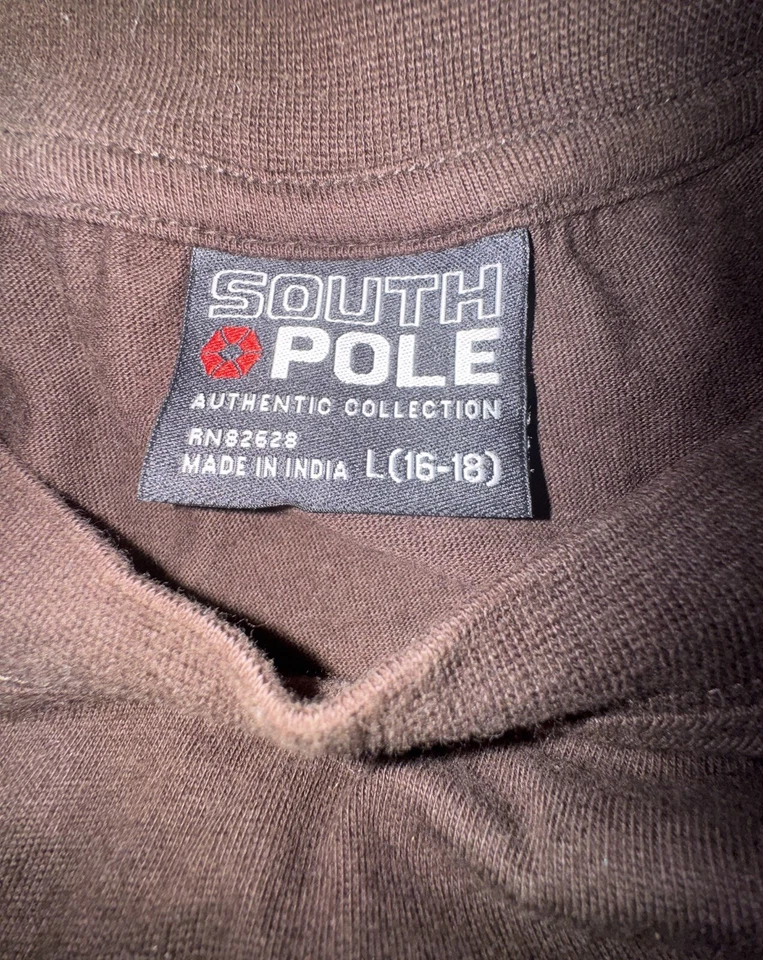 SOUTH
POLE
AUTHENTIC COLLECTION
RN82628
MADE IN INDIA L(16-18)